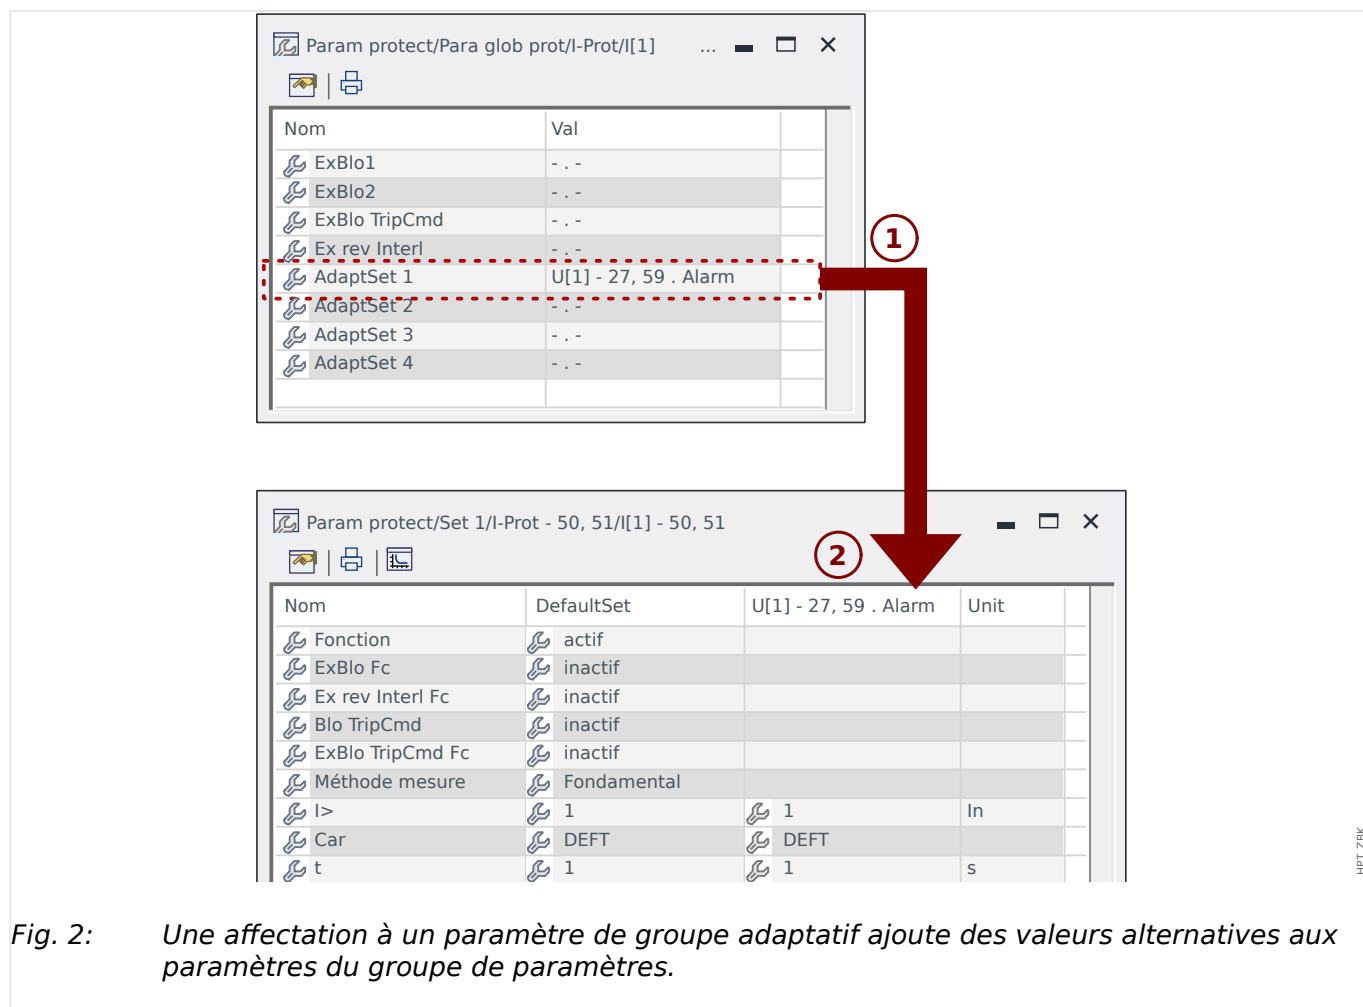 Param protect/Para glob prot/I-Prot/I[1] ...
Nom Val
ExBlo1 - . -
ExBlo2 - . -
ExBlo TripCmd - . -
Ex rev Interl - . -
AdaptSet 1 U[1] - 27, 59 . Alarm
AdaptSet 2 - . -
AdaptSet 3 - . -
AdaptSet 4 - . -
1
Param protect/Set 1/I-Prot - 50, 51/I[1] - 50, 51
2
Nom DefaultSet U[1] - 27, 59 . Alarm Unit
Fonction actif
ExBlo Fc inactif
Ex rev Interl Fc inactif
Blo TripCmd inactif
ExBlo TripCmd Fc inactif
Méthode mesure Fondamental
I> 1 1 In
Car DEFT DEFT
t 1 1 s
HPT ZBK
Fig. 2: Une affectation à un paramètre de groupe adaptatif ajoute des valeurs alternatives aux
paramètres du groupe de paramètres.